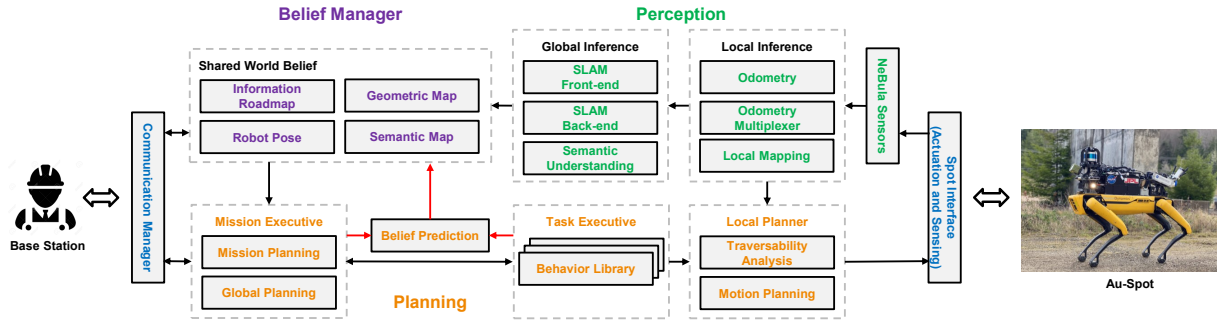 Belief Manager
Perception
Shared World Belief
Information
Roadmap
Geometric Map
Robot Pose
Semantic Map
Global Inference
SLAM
Front-end
SLAM
Back-end
Semantic
Understanding
Local Inference
Odometry
Odometry
Multiplexer
Local Mapping
NeBula Sensors
Spot Interface
(Actuation and Sensing)
Communication
Manager
Base Station
Mission Executive
Mission Planning
Global Planning
Belief Prediction
Task Executive
Behavior Library
Local Planner
Traversability
Analysis
Motion Planning
Planning
Au-Spot